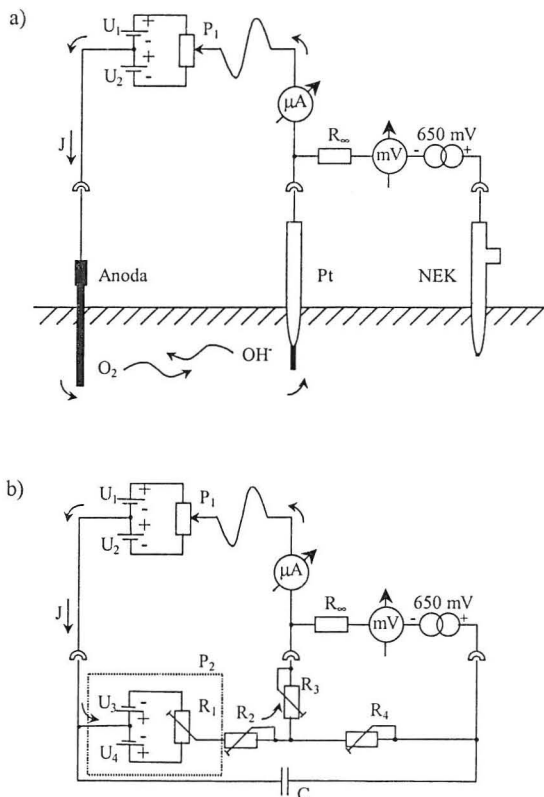 a)
U₁
+
-
+
U₂
-
P₁
μA
J
R∞
mV
650 mV
-
+
Anoda
Pt
NEK
O₂
OH⁻
b)
U₁
+
-
+
U₂
-
P₁
μA
J
R∞
mV
650 mV
-
+
P₂
U₃
-
+
+
U₄
-
R₁
R₂
R₃
R₄
C